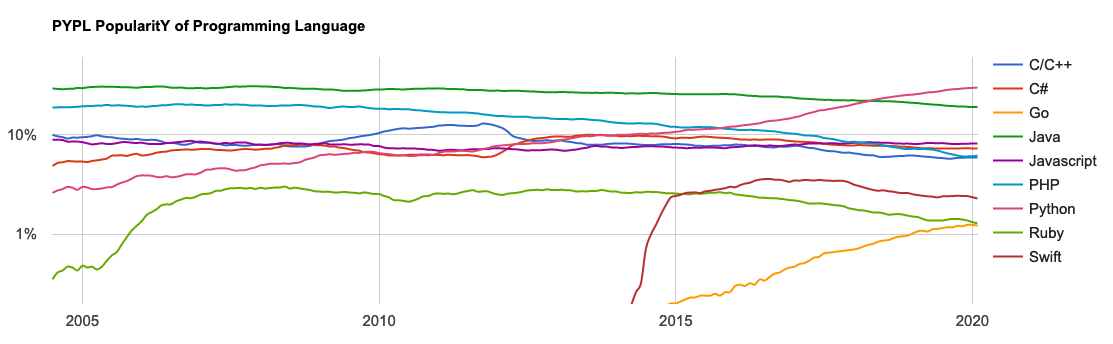 PYPL PopularitY of Programming Language
10%
1%
2005
2010
2015
2020
C/C++
C#
Go
Java
Javascript
PHP
Python
Ruby
Swift